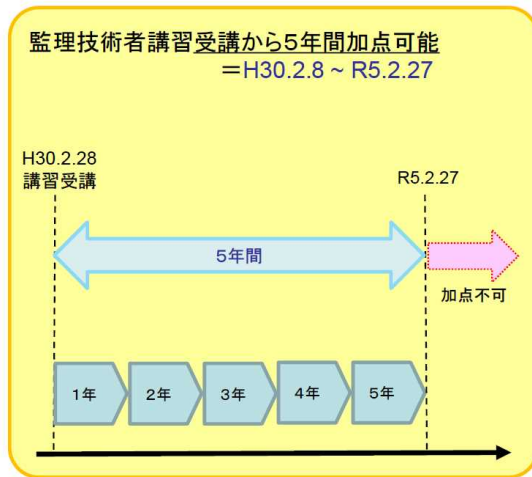 監理技術者講習受講から5年間加点可能
＝H30.2.8 ~ R5.2.27
H30.2.28
講習受講
R5.2.27
5年間
加点不可
1年
2年
3年
4年
5年